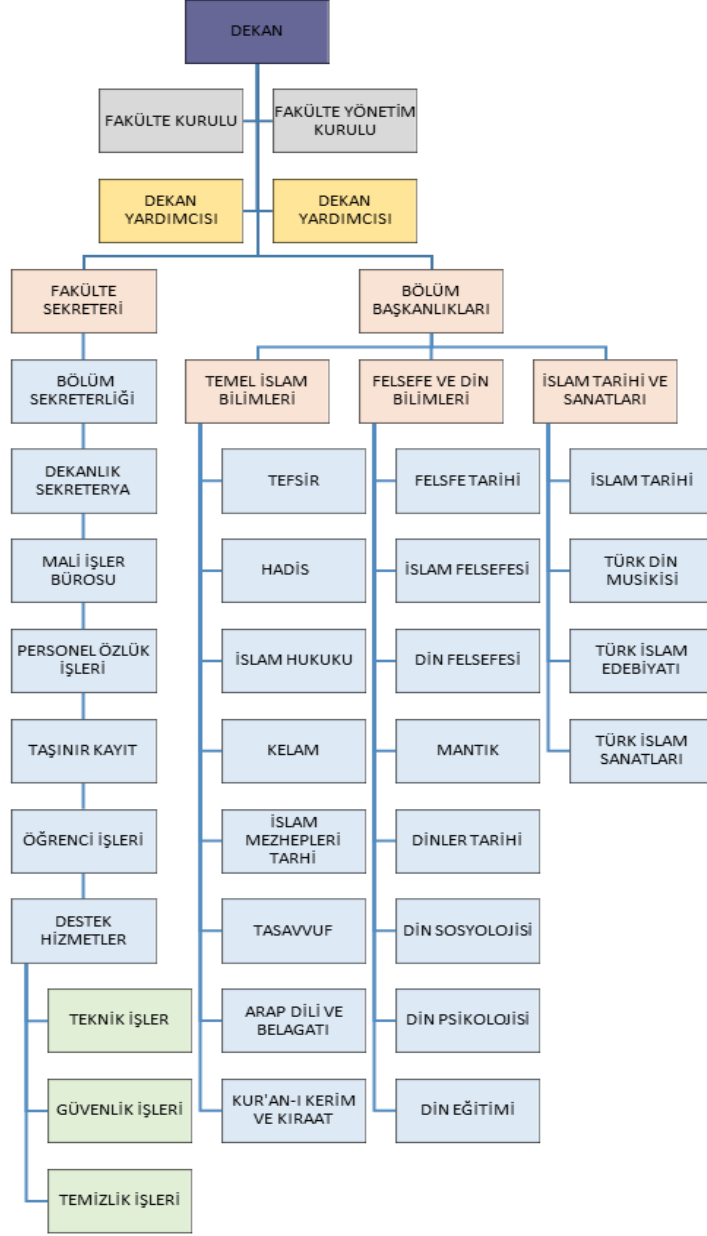 DEKAN
FAKÜLTE KURULU
FAKÜLTE YÖNETİM
KURULU
DEKAN
YARDIMCISI
DEKAN
YARDIMCISI
FAKÜLTE
SEKRETERİ
BÖLÜM
SEKRETERLİĞİ
DEKANLIK
SEKRETERYA
MALİ İŞLER
BÜROSU
PERSONEL ÖZLÜK
İŞLERİ
TAŞINIR KAYIT
ÖĞRENCİ İŞLERİ
DESTEK
HİZMETLER
TEKNİK İŞLER
GÜVENLİK İŞLERİ
TEMİZLİK İŞLERİ
BÖLÜM
BAŞKANLIKLARI
TEMEL İSLAM
BİLİMLERİ
TEFSİR
HADİS
İSLAM HUKUKU
KELAM
İSLAM
MEZHEPLERİ
TARHİ
TASAVVUF
ARAP DİLİ VE
BELAGATI
KUR'AN-I KERİM
VE KIRAAT
FELSEFE VE DİN
BİLİMLERİ
FELSFE TARİHİ
İSLAM FELSEFESİ
DİN FELSEFESİ
MANTIK
DİNLER TARİHİ
DİN SOSYOLOJİSİ
DİN PSİKOLOJİSİ
DİN EĞİTİMİ
İSLAM TARİHİ VE
SANATLARI
İSLAM TARİHİ
TÜRK DİN
MUSIKİSI
TÜRK İSLAM
EDEBİYATI
TÜRK İSLAM
SANATLARI